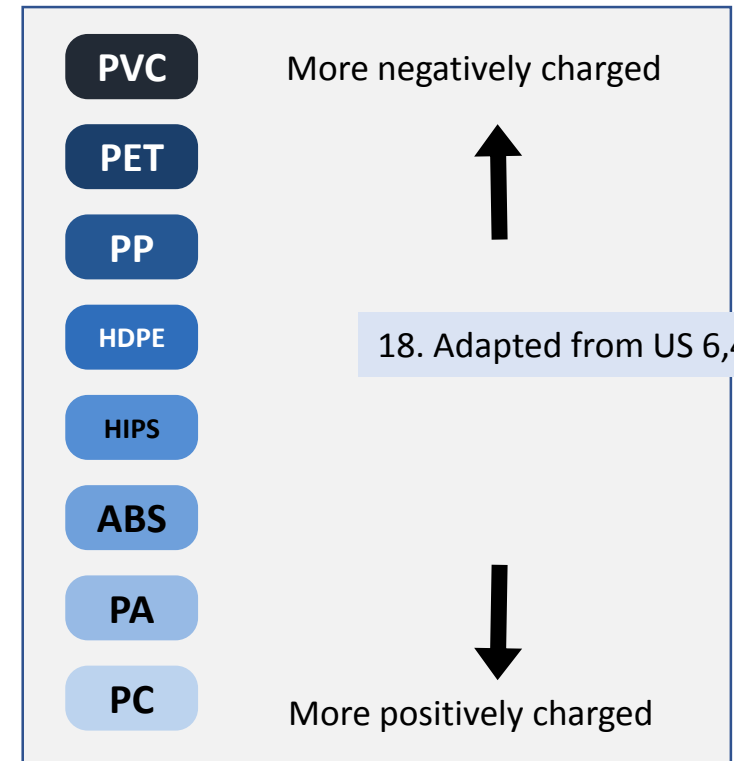 PVC
More negatively charged
PET
PP
HDPE
18. Adapted from US 6,4
HIPS
ABS
PA
PC
More positively charged